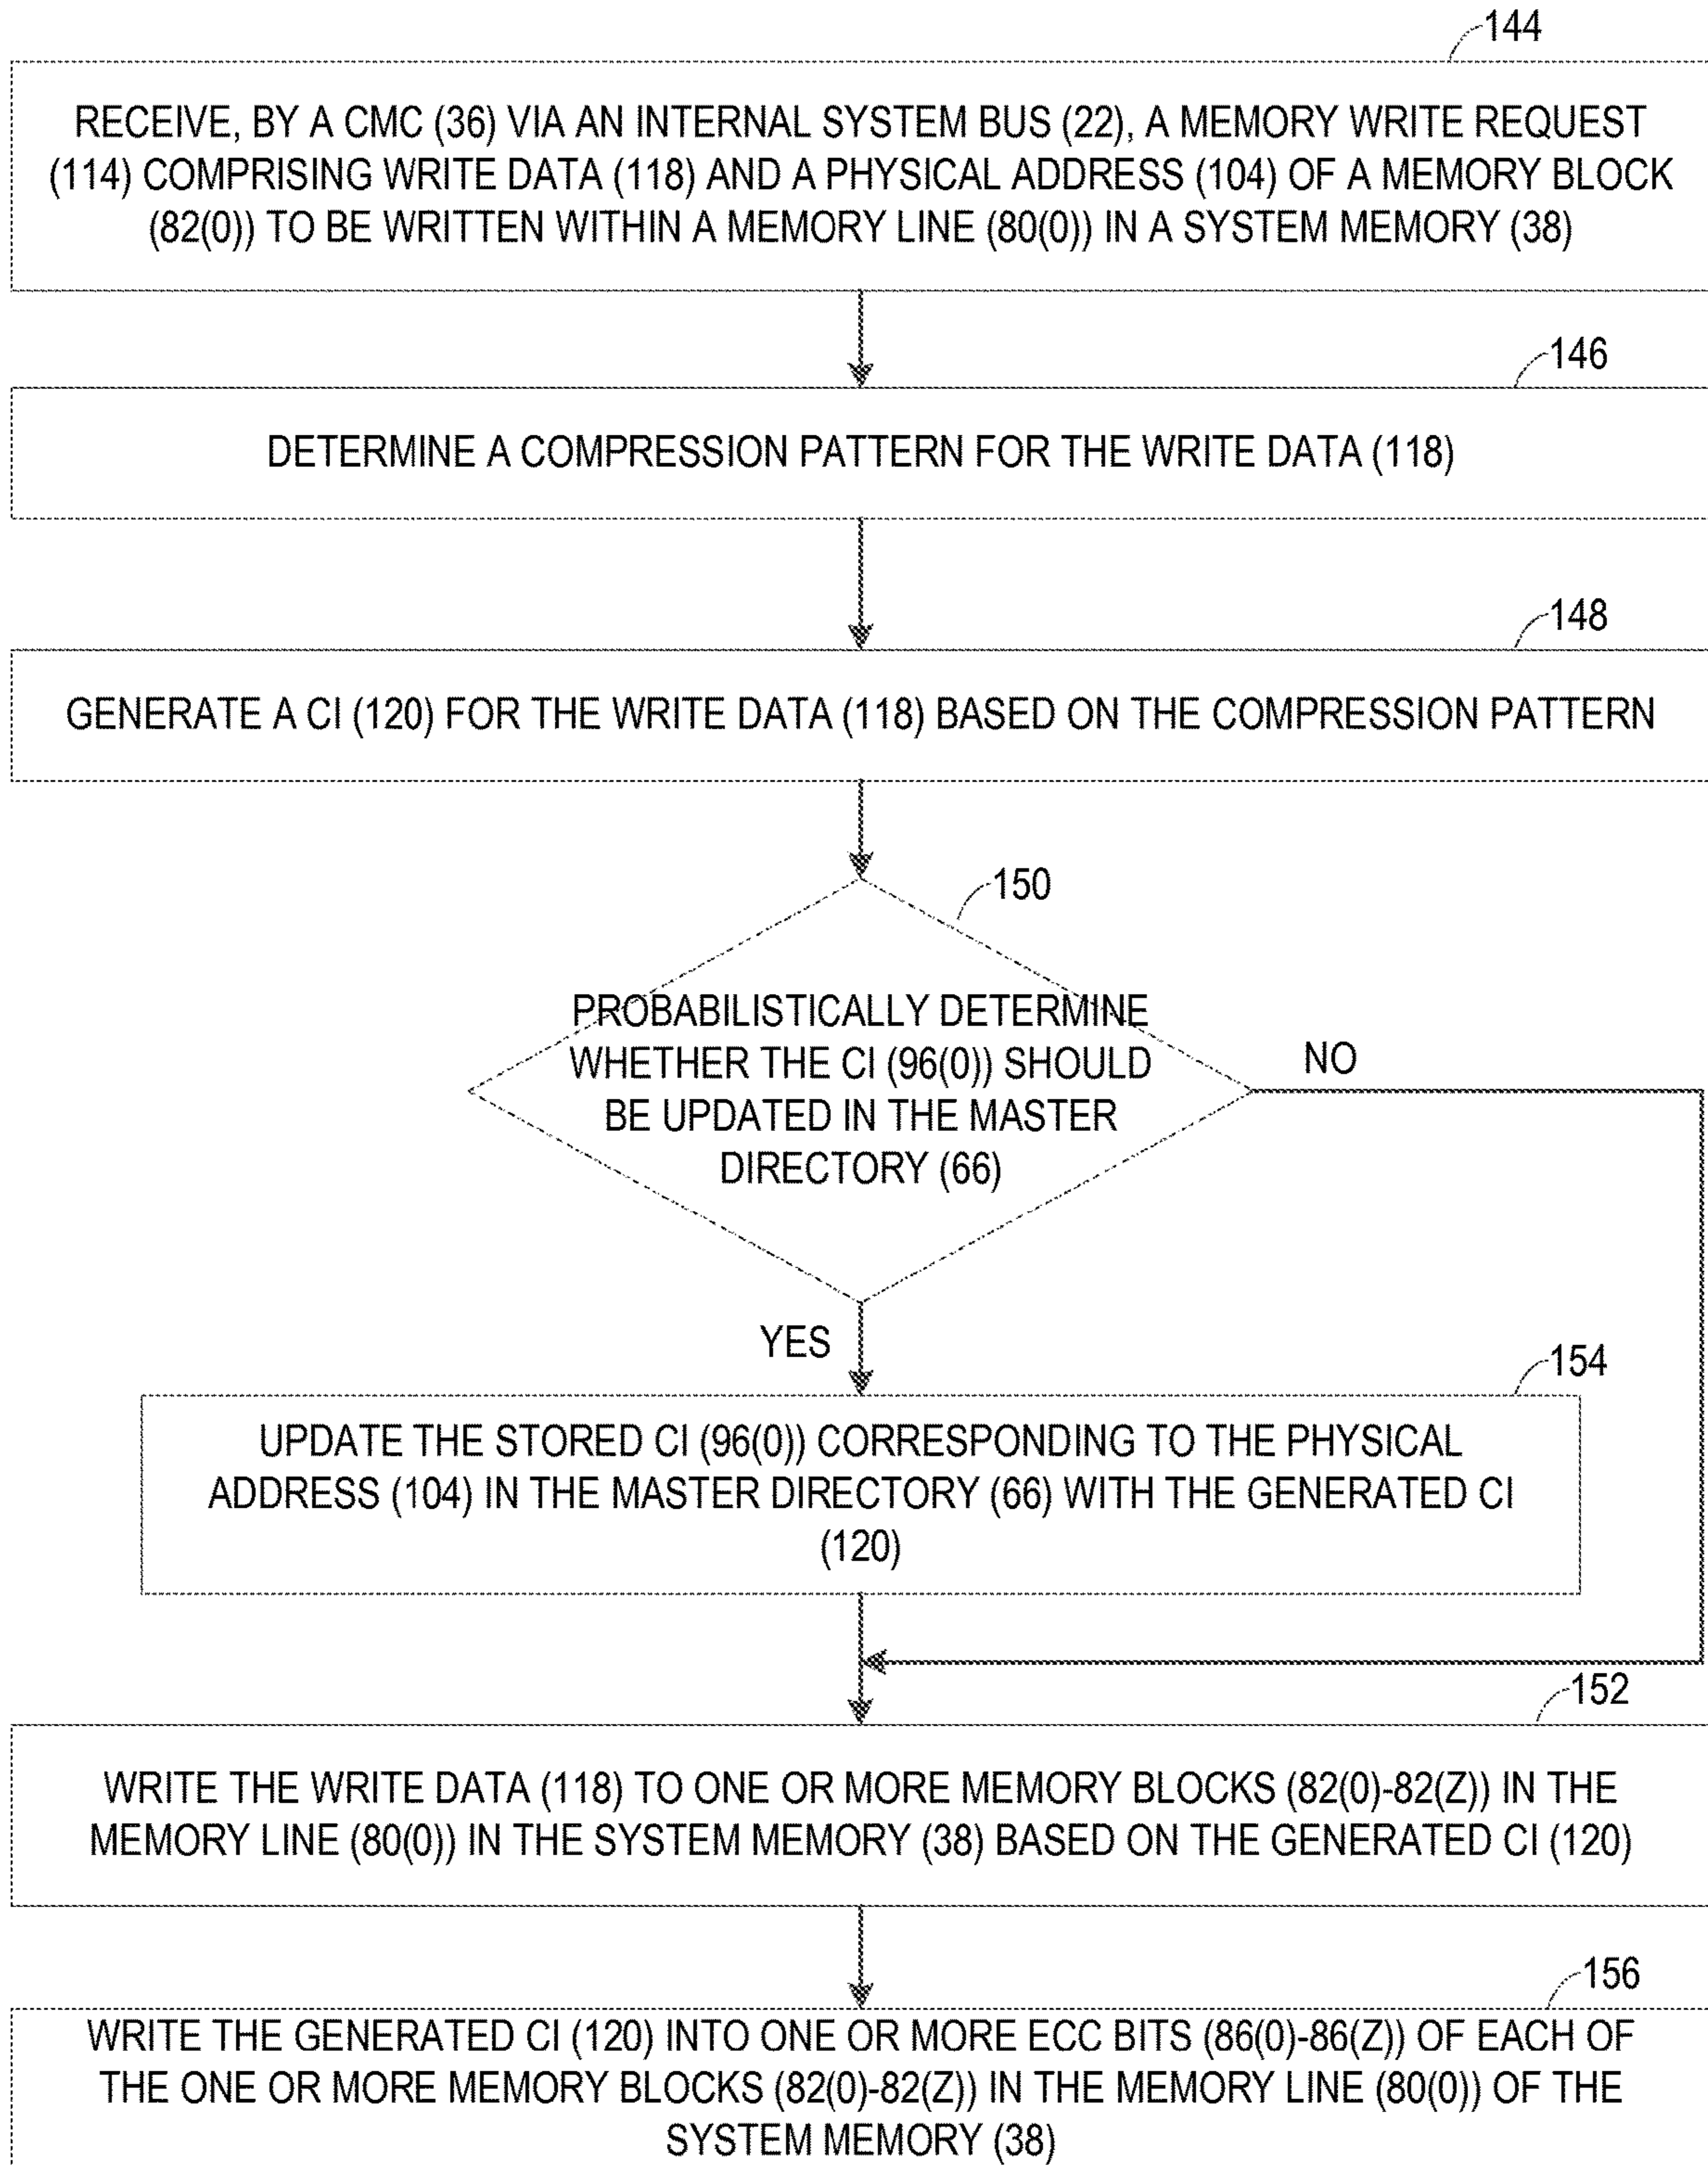 144
RECEIVE, BY A CMC (36) VIA AN INTERNAL SYSTEM BUS (22), A MEMORY WRITE REQUEST
(114) COMPRISING WRITE DATA (118) AND A PHYSICAL ADDRESS (104) OF A MEMORY BLOCK
(82(0)) TO BE WRITTEN WITHIN A MEMORY LINE (80(0)) IN A SYSTEM MEMORY (38)
146
DETERMINE A COMPRESSION PATTERN FOR THE WRITE DATA (118)
148
GENERATE A CI (120) FOR THE WRITE DATA (118) BASED ON THE COMPRESSION PATTERN
150
PROBABILISTICALLY DETERMINE
WHETHER THE CI (96(0)) SHOULD
BE UPDATED IN THE MASTER
DIRECTORY (66)
NO
YES
154
UPDATE THE STORED CI (96(0)) CORRESPONDING TO THE PHYSICAL
ADDRESS (104) IN THE MASTER DIRECTORY (66) WITH THE GENERATED CI
(120)
152
WRITE THE WRITE DATA (118) TO ONE OR MORE MEMORY BLOCKS (82(0)-82(Z)) IN THE
MEMORY LINE (80(0)) IN THE SYSTEM MEMORY (38) BASED ON THE GENERATED CI (120)
156
WRITE THE GENERATED CI (120) INTO ONE OR MORE ECC BITS (86(0)-86(Z)) OF EACH OF
THE ONE OR MORE MEMORY BLOCKS (82(0)-82(Z)) IN THE MEMORY LINE (80(0)) OF THE
SYSTEM MEMORY (38)